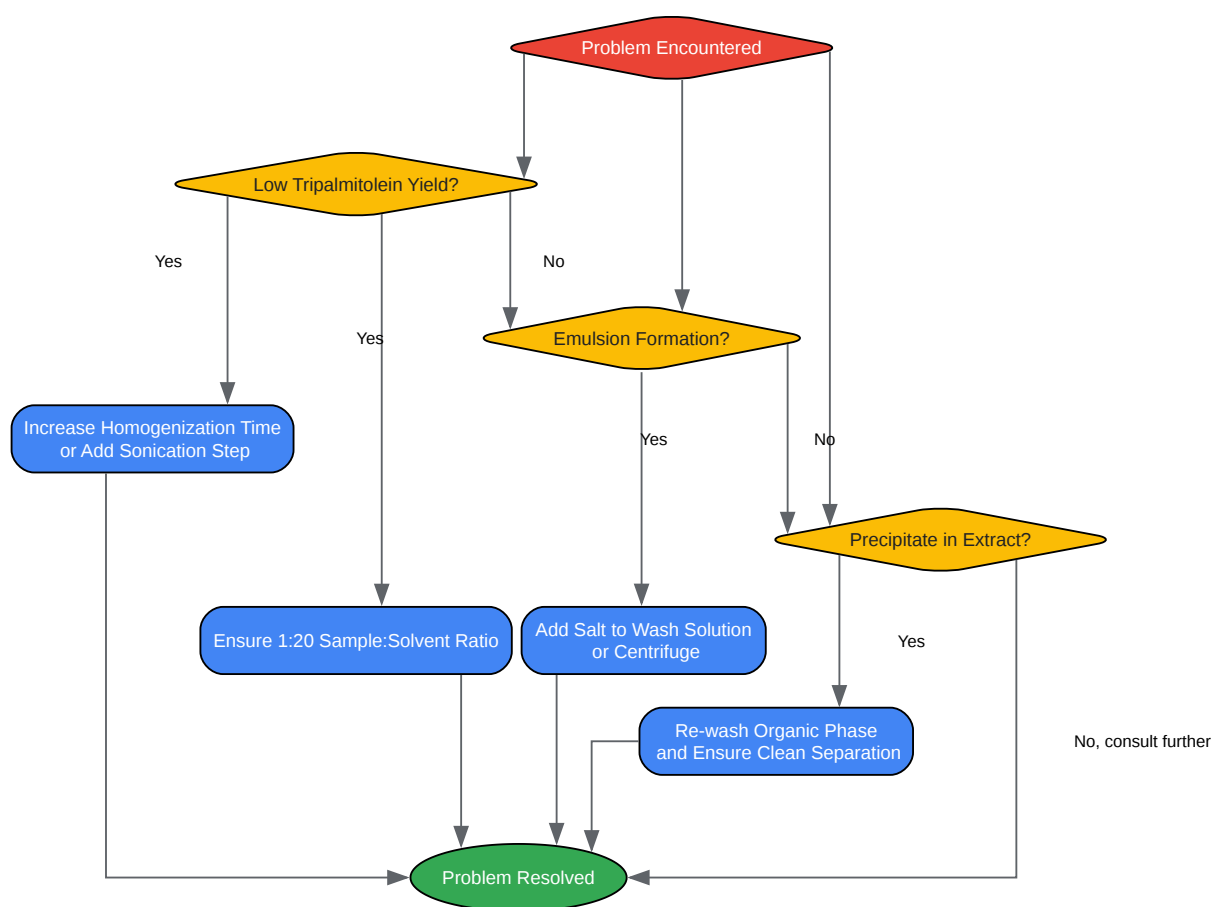 Problem Encountered
Low Tripalmitolein Yield?
Yes
No
Yes
Emulsion Formation?
Increase Homogenization Time
or Add Sonication Step
Yes
No
Precipitate in Extract?
Ensure 1:20 Sample:Solvent Ratio
Add Salt to Wash Solution
or Centrifuge
Yes
Re-wash Organic Phase
and Ensure Clean Separation
No, consult further
Problem Resolved